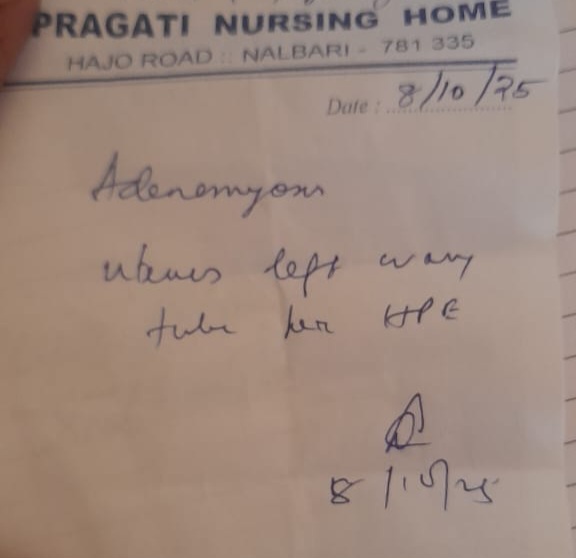 PRAGATI NURSING HOME
HAJO ROAD :: NALBARI - 781 335
Date : 8/10/25
Adenomyosis
uterus left ovary
tube for HPE
8/10/25